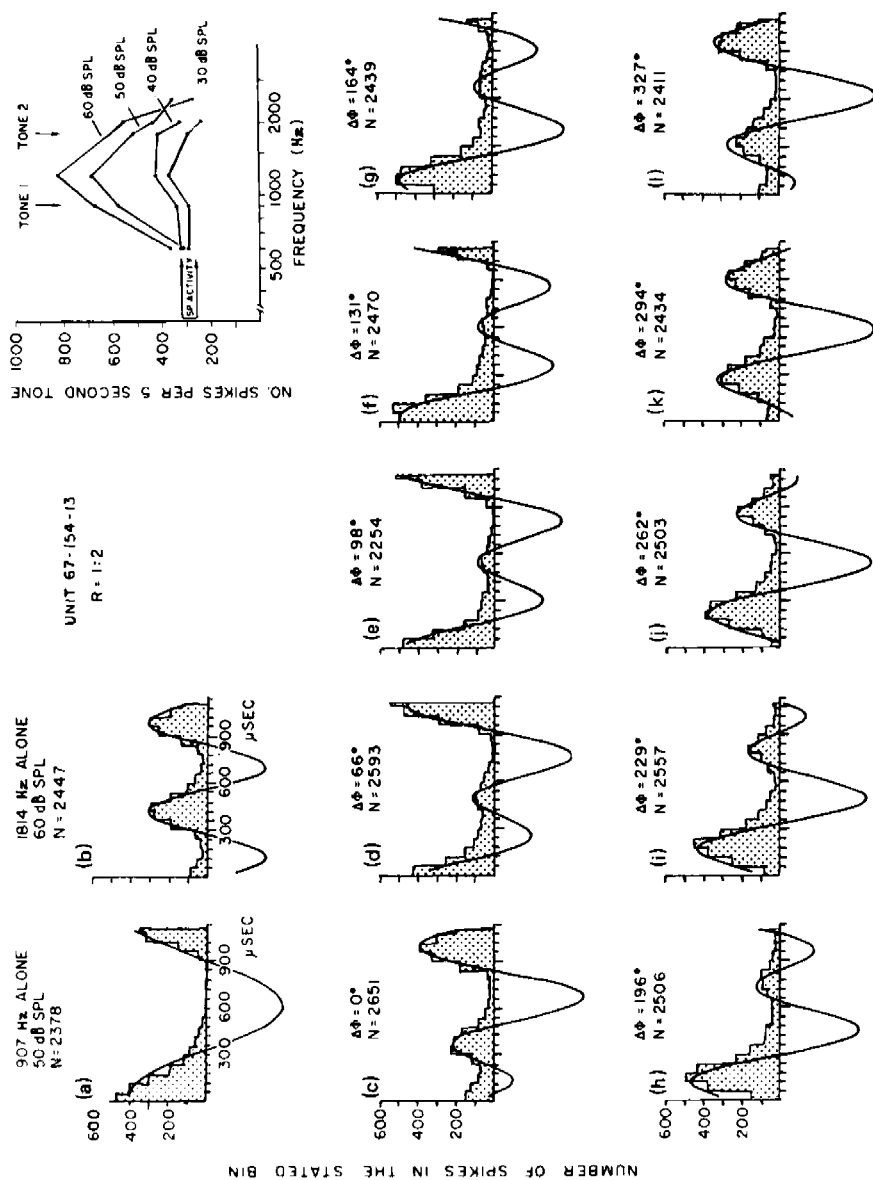 907 Hz ALONE
50 dB SPL
N=2378
(a)
600
400
200
300
600
900
μSEC
1814 Hz ALONE
60 dB SPL
N=2447
(b)
600
400
200
300
600
900
μSEC
UNIT 67-154-13
R= 1:2
TONE 1
TONE 2
60 dB SPL
50 dB SPL
40 dB SPL
30 dB SPL
NO. SPIKES PER 5 SECOND TONE
1000
800
600
400
200
SP ACTIVITY
500
1000
2000
FREQUENCY (Hz)
NUMBER OF SPIKES IN THE STATED BIN
(c)
ΔΦ=0°
N=2651
600
400
200
(d)
ΔΦ=66°
N=2593
(e)
ΔΦ=98°
N=2254
(f)
ΔΦ=131°
N=2470
(g)
ΔΦ=164°
N=2439
(h)
ΔΦ=196°
N=2506
600
400
200
(i)
ΔΦ=229°
N=2557
(j)
ΔΦ=262°
N=2503
(k)
ΔΦ=294°
N=2434
(l)
ΔΦ=327°
N=2411